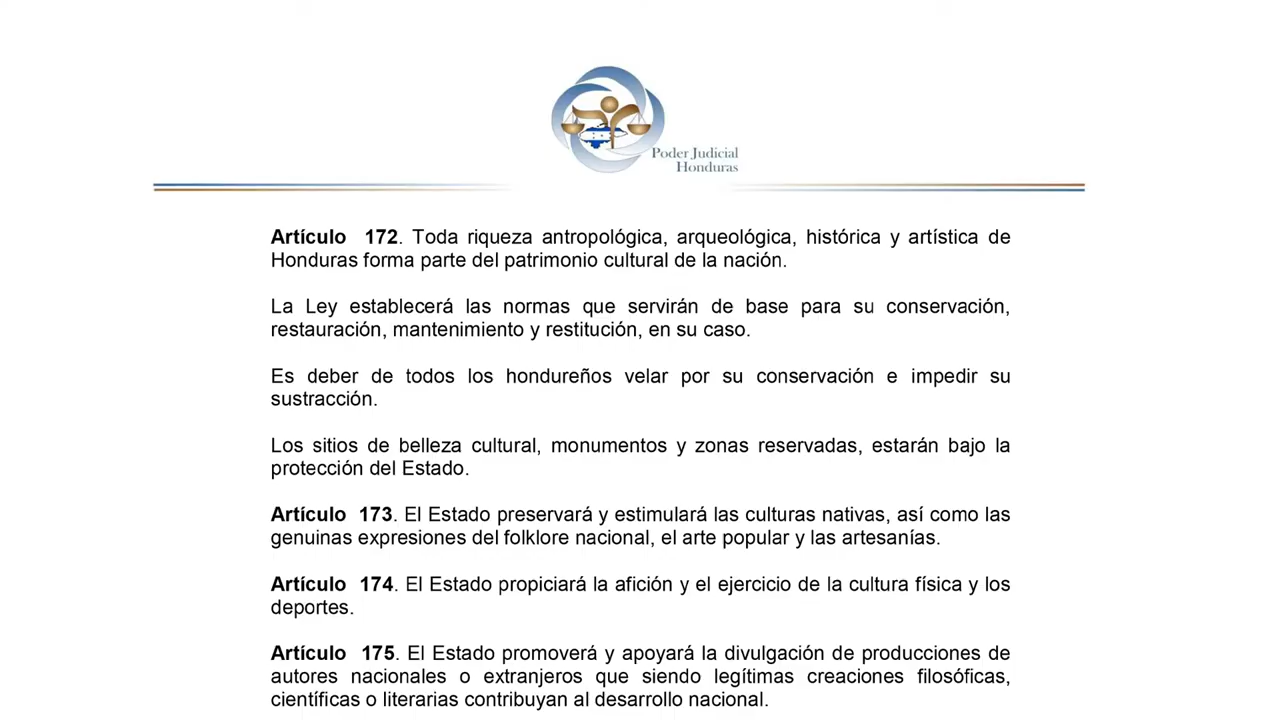 Poder Judicial
Honduras
Artículo 172. Toda riqueza antropológica, arqueológica, histórica y artística de
Honduras forma parte del patrimonio cultural de la nación.
La Ley establecerá las normas que servirán de base para su conservación,
restauración, mantenimiento y restitución, en su caso.
Es deber de todos los hondureños velar por su conservación e impedir su
sustracción.
Los sitios de belleza cultural, monumentos y zonas reservadas, estarán bajo la
protección del Estado.
Artículo 173. El Estado preservará y estimulará las culturas nativas, así como las
genuinas expresiones del folklore nacional, el arte popular y las artesanías.
Artículo 174. El Estado propiciará la afición y el ejercicio de la cultura física y los
deportes.
Artículo 175. El Estado promoverá y apoyará la divulgación de producciones de
autores nacionales o extranjeros que siendo legítimas creaciones filosóficas,
científicas o literarias contribuyan al desarrollo nacional.